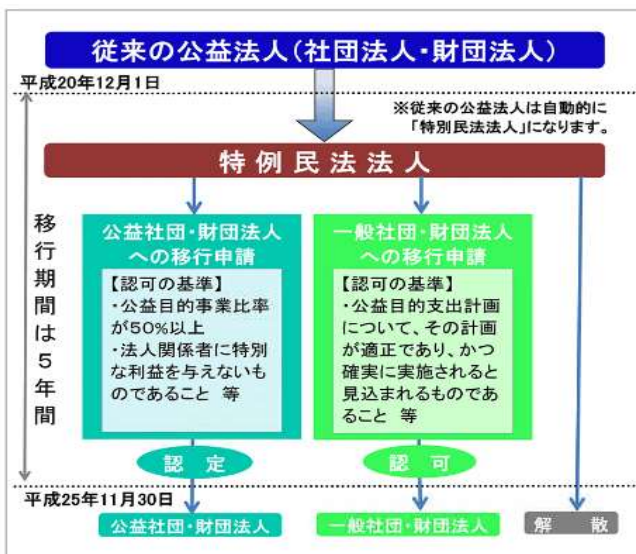 従来の公益法人（社団法人・財団法人）
平成20年12月1日
※従来の公益法人は自動的に
「特別民法法人」になります。
特例民法法人
移行期間は5年間
公益社団・財団法人
への移行申請
【認可の基準】
・公益目的事業比率
が50%以上
・法人関係者に特別
な利益を与えないも
のであること 等
認定
一般社団・財団法人
への移行申請
【認可の基準】
・公益目的支出計画
について、その計画
が適正であり、かつ
確実に実施されると
見込まれるものであ
ること 等
認可
平成25年11月30日
公益社団・財団法人
一般社団・財団法人
解散